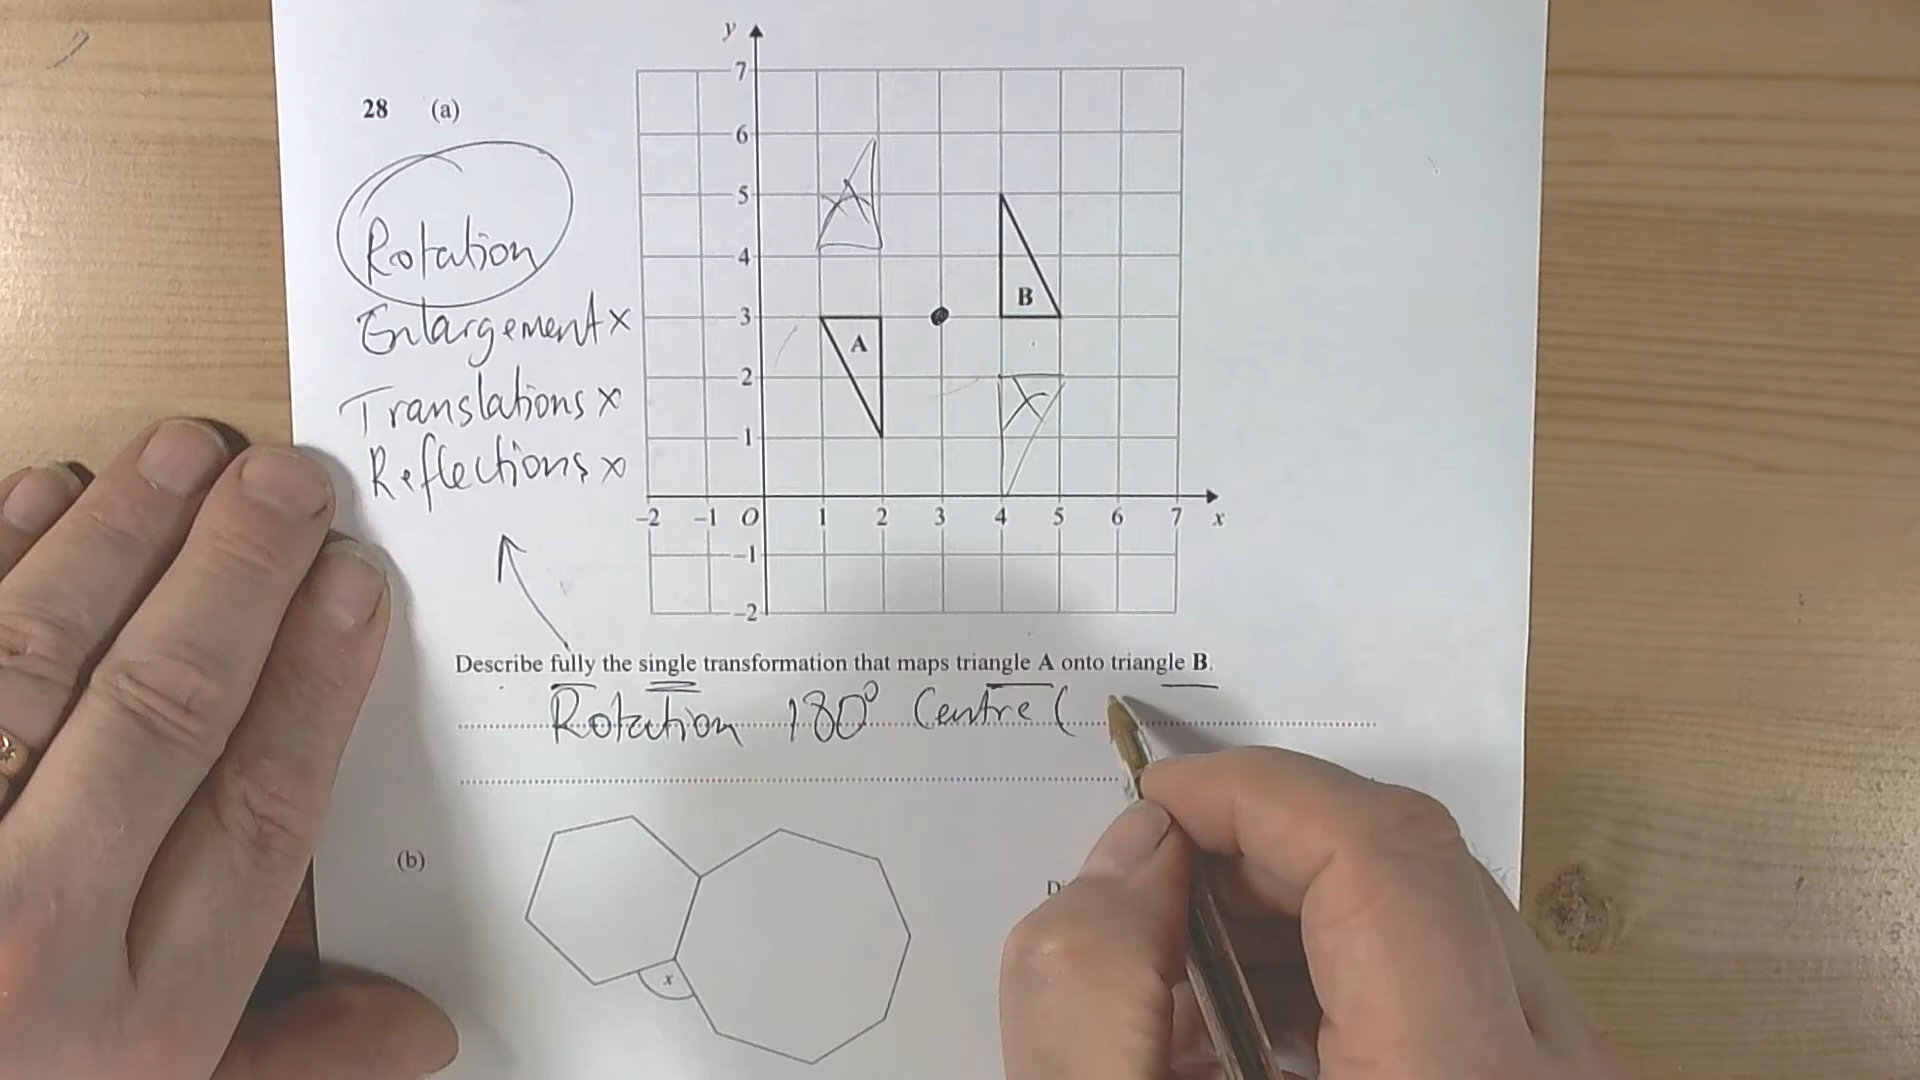 28 (a)
y
7
6
5
4
3
2
1
-2 -1 O 1 2 3 4 5 6 7 x
-1
-2
A
B
Rotation
Enlargement x
Translations x
Reflections x
Describe fully the single transformation that maps triangle A onto triangle B.
Rotation 180° Centre (
(b)
x